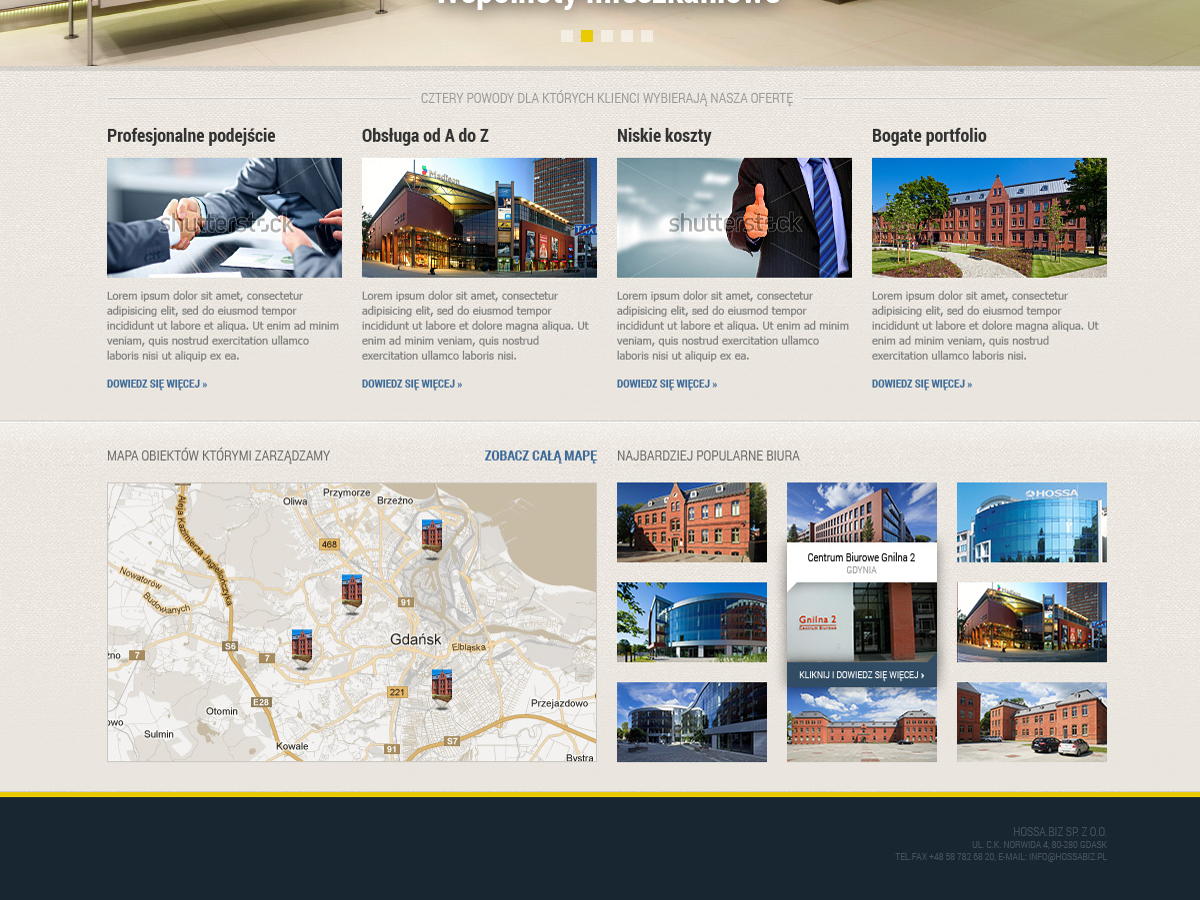 Wspólnoty mieszkaniowe
CZTERY POWODY DLA KTÓRYCH KLIENCI WYBIERAJĄ NASZA OFERTĘ
Profesjonalne podejście
shutterstock
Lorem ipsum dolor sit amet, consectetur
adipisicing elit, sed do eiusmod tempor
incididunt ut labore et aliqua. Ut enim ad minim
veniam, quis nostrud exercitation ullamco
laboris nisi ut aliquip ex ea.
DOWIEDZ SIĘ WIĘCEJ »
Obsługa od A do Z
Madison
TAXI
Lorem ipsum dolor sit amet, consectetur
adipisicing elit, sed do eiusmod tempor
incididunt ut labore et dolore magna aliqua. Ut
enim ad minim veniam, quis nostrud
exercitation ullamco laboris nisi.
DOWIEDZ SIĘ WIĘCEJ »
Niskie koszty
shutterstock
Lorem ipsum dolor sit amet, consectetur
adipisicing elit, sed do eiusmod tempor
incididunt ut labore et aliqua. Ut enim ad minim
veniam, quis nostrud exercitation ullamco
laboris nisi ut aliquip ex ea.
DOWIEDZ SIĘ WIĘCEJ »
Bogate portfolio
Lorem ipsum dolor sit amet, consectetur
adipisicing elit, sed do eiusmod tempor
incididunt ut labore et dolore magna aliqua. Ut
enim ad minim veniam, quis nostrud
exercitation ullamco laboris nisi.
DOWIEDZ SIĘ WIĘCEJ »
MAPA OBIEKTÓW KTÓRYMI ZARZĄDZAMY
ZOBACZ CAŁĄ MAPĘ
Przymorze
Oliwa
Brzeźno
Aleja Kazimierza Jagiellończyka
468
Nowatorów
Budowlanych
91
Gdańsk
S6
Elbląska
7
7
221
E28
Otomin
Przejazdowo
Sulmin
Kowale
S7
91
Bystra
NAJBARDZIEJ POPULARNE BIURA
HOSSA
Centrum Biurowe Gnilna 2
GDYNIA
Gnilna 2
Centrum Biurowe
KLIKNIJ I DOWIEDZ SIĘ WIĘCEJ »
HOSSA.BIZ SP. Z O.O.
UL. C.K. NORWIDA 4, 80-280 GDASK
TEL.FAX +48 58 782 68 20, E-MAIL: INFO@HOSSABIZ.PL